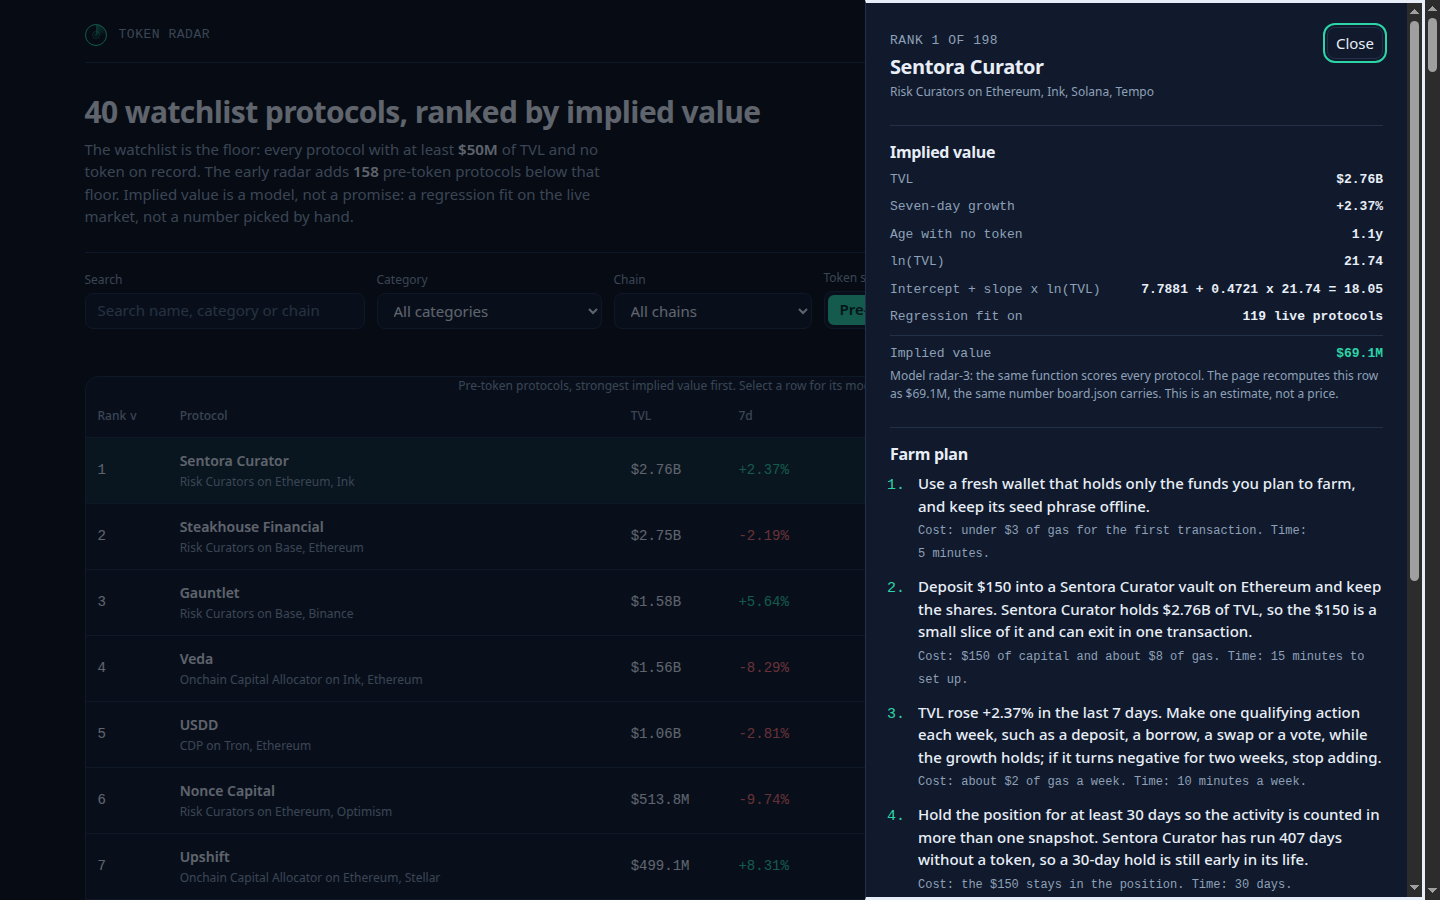 TOKEN RADAR
40 watchlist protocols, ranked by implied value
The watchlist is the floor: every protocol with at least $50M of TVL and no
token on record. The early radar adds 158 pre-token protocols below that
floor. Implied value is a model, not a promise: a regression fit on the live
market, not a number picked by hand.
Search
Category
Chain
Token s
Search name, category or chain
All categories
All chains
Pre-
Pre-token protocols, strongest implied value first. Select a row for its mo
Rank v
Protocol
TVL
7d
1
Sentora Curator
Risk Curators on Ethereum, Ink
$2.76B
+2.37%
2
Steakhouse Financial
Risk Curators on Base, Ethereum
$2.75B
-2.19%
3
Gauntlet
Risk Curators on Base, Binance
$1.58B
+5.64%
4
Veda
Onchain Capital Allocator on Ink, Ethereum
$1.56B
-8.29%
5
USDD
CDP on Tron, Ethereum
$1.06B
-2.81%
6
Nonce Capital
Risk Curators on Ethereum, Optimism
$513.8M
-9.74%
7
Upshift
Onchain Capital Allocator on Ethereum, Stellar
$499.1M
+8.31%
RANK 1 OF 198
Close
Sentora Curator
Risk Curators on Ethereum, Ink, Solana, Tempo
Implied value
TVL $2.76B
Seven-day growth +2.37%
Age with no token 1.1y
ln(TVL) 21.74
Intercept + slope x ln(TVL) 7.7881 + 0.4721 x 21.74 = 18.05
Regression fit on 119 live protocols
Implied value $69.1M
Model radar-3: the same function scores every protocol. The page recomputes this row
as $69.1M, the same number board.json carries. This is an estimate, not a price.
Farm plan
1. Use a fresh wallet that holds only the funds you plan to farm,
and keep its seed phrase offline.
Cost: under $3 of gas for the first transaction. Time:
5 minutes.
2. Deposit $150 into a Sentora Curator vault on Ethereum and keep
the shares. Sentora Curator holds $2.76B of TVL, so the $150 is a
small slice of it and can exit in one transaction.
Cost: $150 of capital and about $8 of gas. Time: 15 minutes to
set up.
3. TVL rose +2.37% in the last 7 days. Make one qualifying action
each week, such as a deposit, a borrow, a swap or a vote, while
the growth holds; if it turns negative for two weeks, stop adding.
Cost: about $2 of gas a week. Time: 10 minutes a week.
4. Hold the position for at least 30 days so the activity is counted in
more than one snapshot. Sentora Curator has run 407 days
without a token, so a 30-day hold is still early in its life.
Cost: the $150 stays in the position. Time: 30 days.